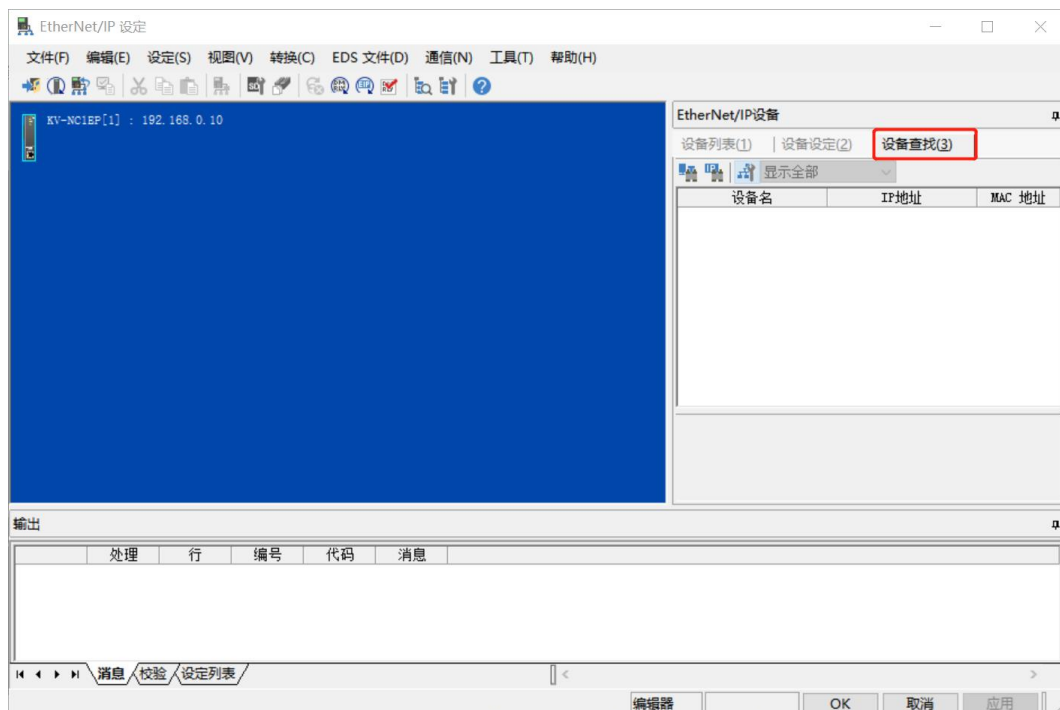 EtherNet/IP 设定
文件(F) 编辑(E) 设定(S) 视图(V) 转换(C) EDS 文件(D) 通信(N) 工具(T) 帮助(H)
KV-NC1EP[1] : 192.168.0.10
EtherNet/IP设备
设备列表(1) 设备设定(2) 设备查找(3)
显示全部
设备名 IP地址 MAC 地址
输出
处理 行 编号 代码 消息
消息 校验 设定列表
编辑器 OK 取消 应用